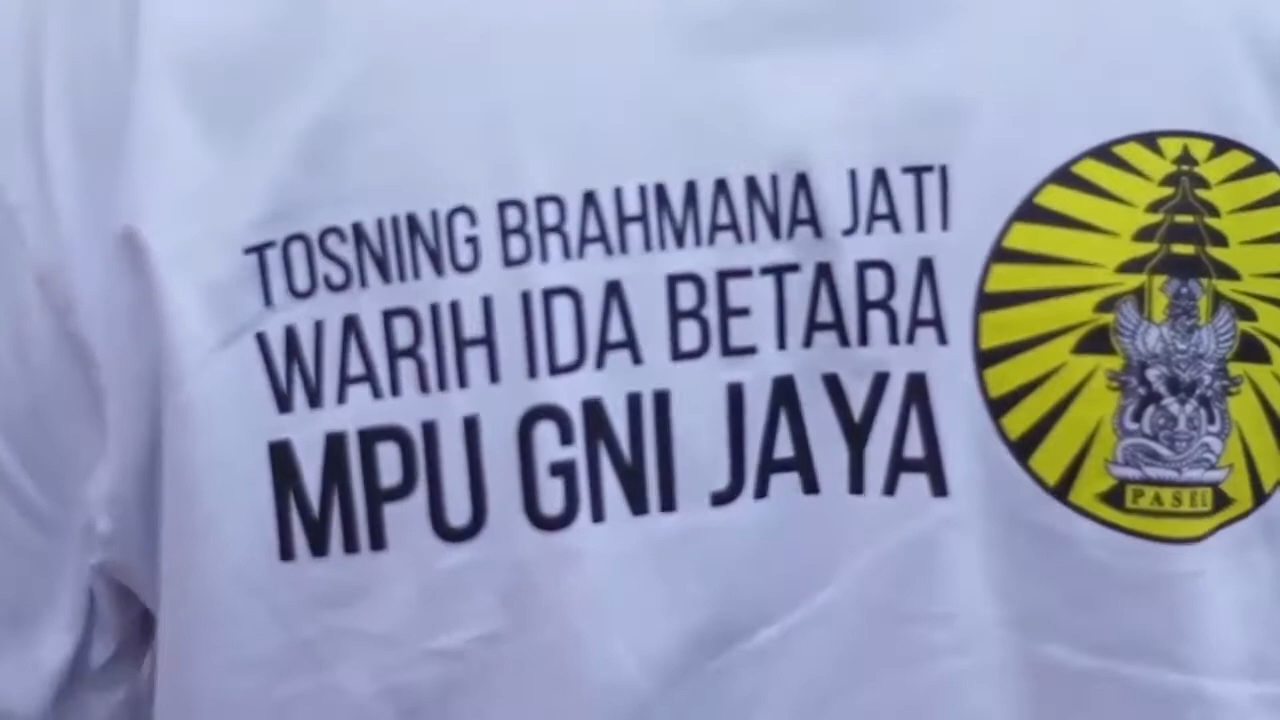 TOSNING BRAHMANA JATI
WARIH IDA BETARA
MPU GNI JAYA
PASEK